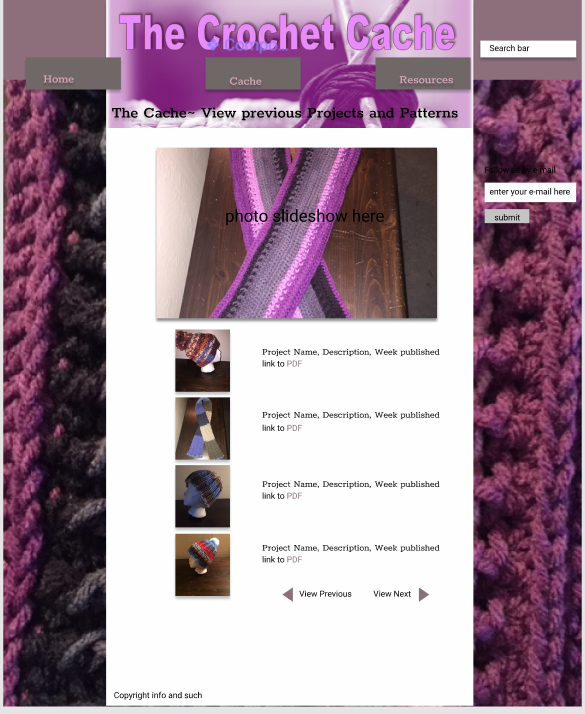 The Crochet Cache
Search bar
Home
Cache
Resources
The Cache~ View previous Projects and Patterns
enter your e-mail here
submit
photo slideshow here
Project Name, Description, Week published
link to PDF
Project Name, Description, Week published
link to PDF
Project Name, Description, Week published
link to PDF
Project Name, Description, Week published
link to PDF
View Previous
View Next
Copyright info and such